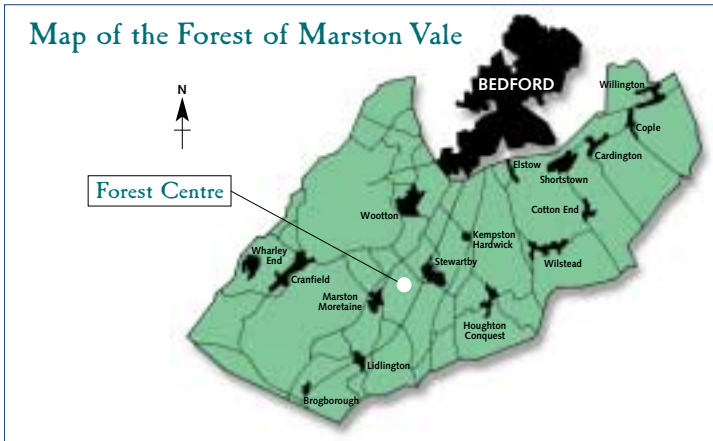 Map of the Forest of Marston Vale
N
BEDFORD
Willington
Cople
Cardington
Elstow
Shortstown
Forest Centre
Cotton End
Wootton
Kempston
Hardwick
Wharley
End
Stewartby
Wilstead
Cranfield
Marston
Moretaine
Houghton
Conquest
Lidlington
Brogborough